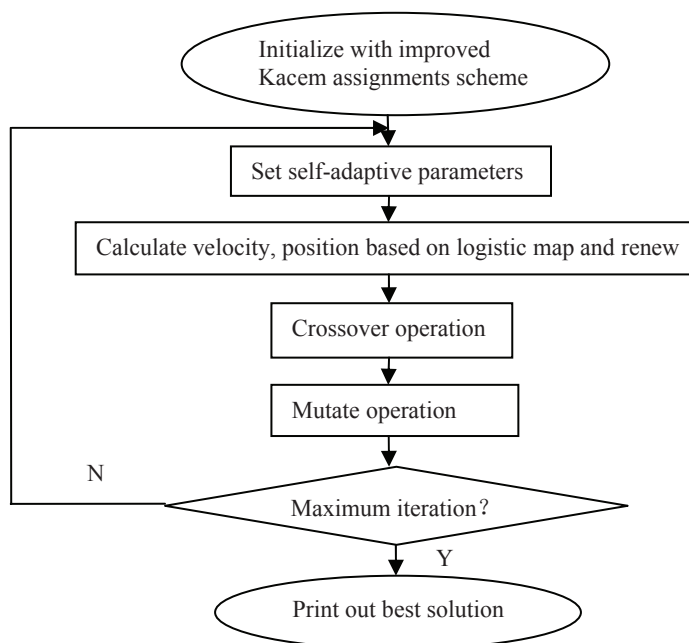 Initialize with improved
Kacem assignments scheme
Set self-adaptive parameters
Calculate velocity, position based on logistic map and renew
Crossover operation
Mutate operation
N
Maximum iteration？
Y
Print out best solution